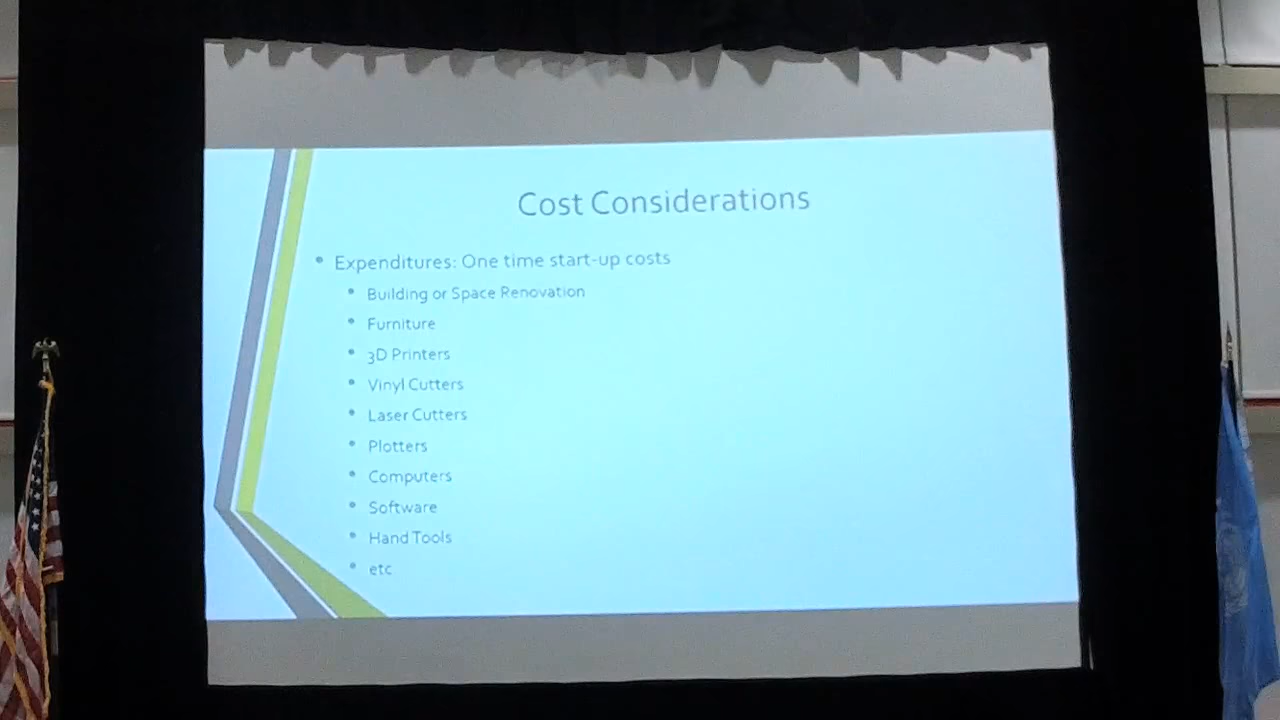 Cost Considerations
• Expenditures: One time start-up costs
• Building or Space Renovation
• Furniture
• 3D Printers
• Vinyl Cutters
• Laser Cutters
• Plotters
• Computers
• Software
• Hand Tools
• etc